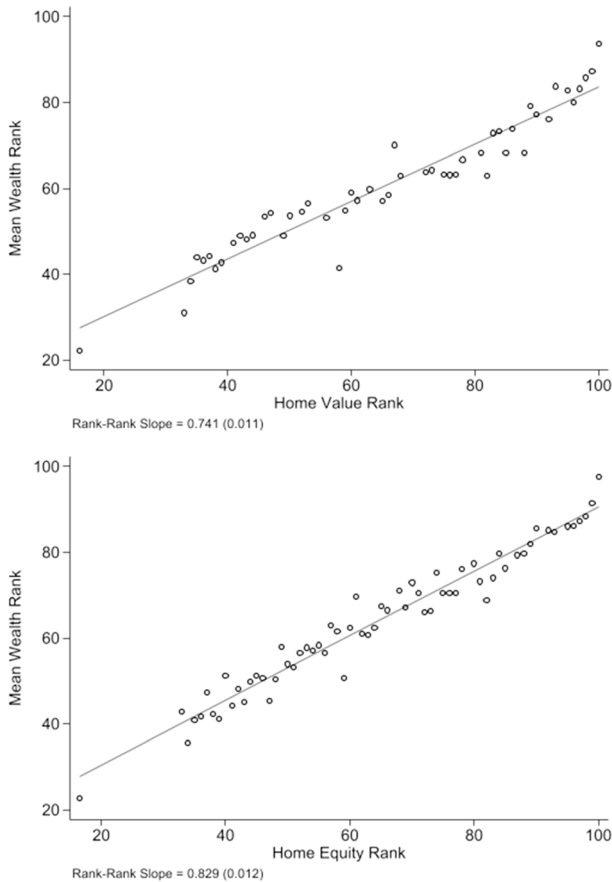 100
80
60
40
20
Mean Wealth Rank
20 40 60 80 100
Home Value Rank
Rank-Rank Slope = 0.741 (0.011)
100
80
60
40
20
Mean Wealth Rank
20 40 60 80 100
Home Equity Rank
Rank-Rank Slope = 0.829 (0.012)